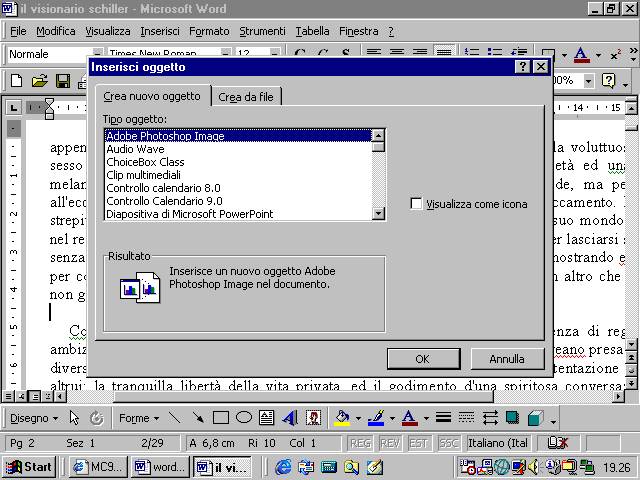 il visionario schiller - Microsoft Word
File Modifica Visualizza Inserisci Formato Strumenti Tabella Finestra ?
Normale Times New Roman 12
Inserisci oggetto
Crea nuovo oggetto Crea da file
Tipo oggetto:
Adobe Photoshop Image
Audio Wave
ChoiceBox Class
Clip multimediali
Controllo calendario 8.0
Controllo Calendario 9.0
Diapositiva di Microsoft PowerPoint
Visualizza come icona
Risultato
Inserisce un nuovo oggetto Adobe
Photoshop Image nel documento.
OK Annulla
00%
14 15
appen la voluttuos
sesso età ed una
melan de, ma pe
all'ec ccamento.
strepit suo mondo
nel re per lasciarsi s
senza mostrando e
per co n altro che
non g
Co enza di reg
ambiz eano presa
divers tentazione
altrui; la tranquilla libertà della vita privata, ed il godimento d'una spiritosa conversa
Disegno Forme
Pg 2 Sez 1 2/29 A 6,8 cm Ri 10 Col 1 REG REV EST SSC Italiano (Ital
Start MC9... word... il vi... 19.26